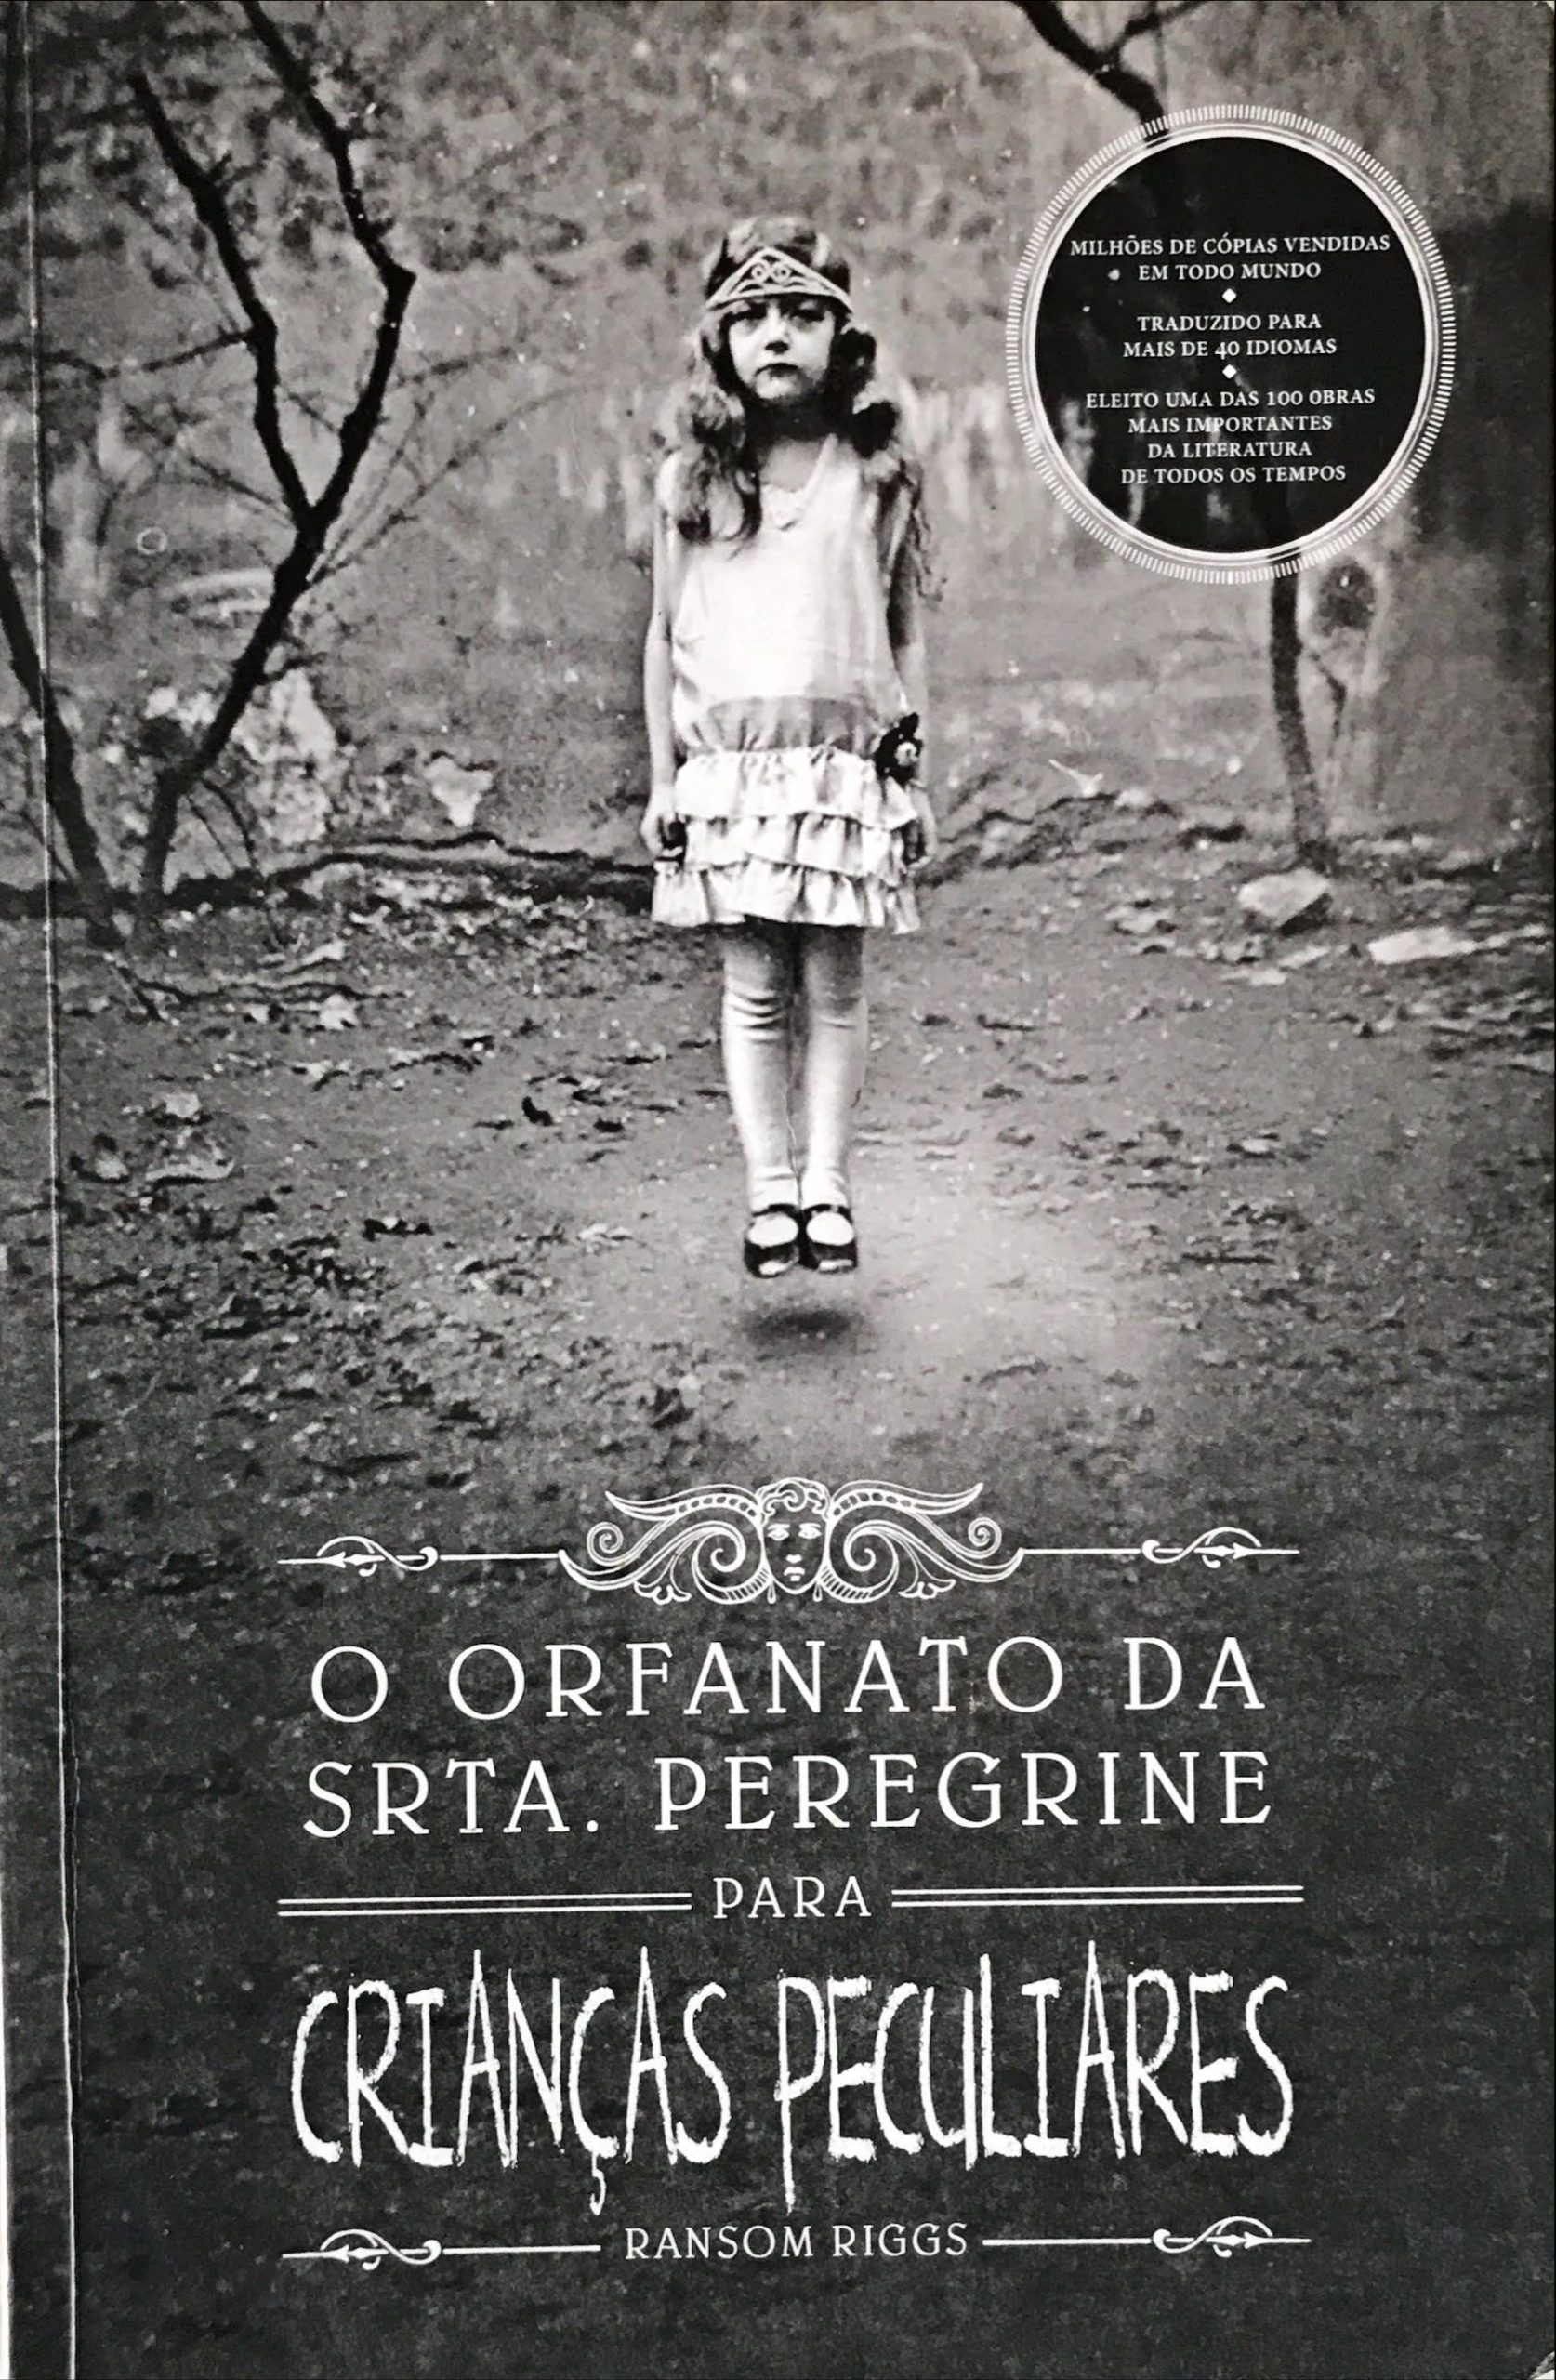 MILHÕES DE CÓPIAS VENDIDAS
EM TODO MUNDO
TRADUZIDO PARA
MAIS DE 40 IDIOMAS
ELEITO UMA DAS 100 OBRAS
MAIS IMPORTANTES
DA LITERATURA
DE TODOS OS TEMPOS
O ORFANATO DA
SRTA. PEREGRINE
PARA
CRIANÇAS PECULIARES
RANSOM RIGGS